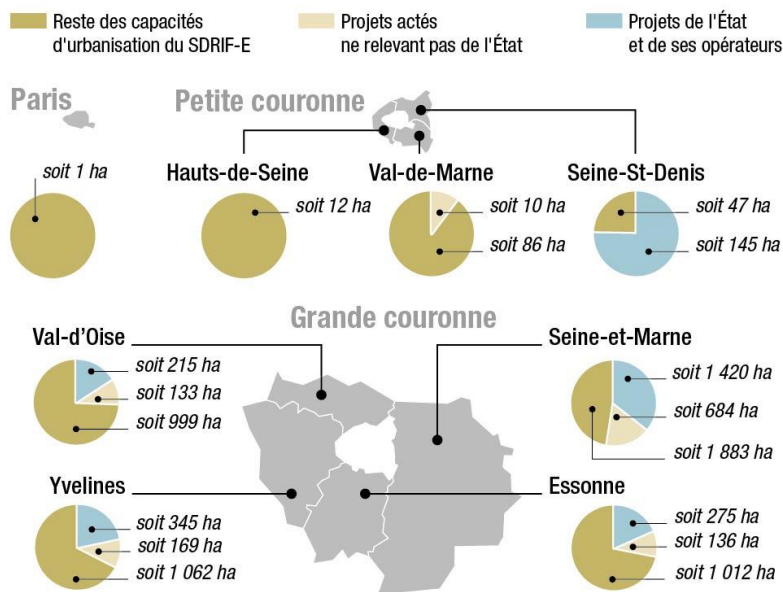 Reste des capacités
d'urbanisation du SDRIF-E
Projets actés
ne relevant pas de l'État
Projets de l'État
et de ses opérateurs
Paris
soit 1 ha
Petite couronne
Hauts-de-Seine
soit 12 ha
Val-de-Marne
soit 10 ha
soit 86 ha
Seine-St-Denis
soit 47 ha
soit 145 ha
Grande couronne
Val-d'Oise
soit 215 ha
soit 133 ha
soit 999 ha
Seine-et-Marne
soit 1 420 ha
soit 684 ha
soit 1 883 ha
Yvelines
soit 345 ha
soit 169 ha
soit 1 062 ha
Essonne
soit 275 ha
soit 136 ha
soit 1 012 ha